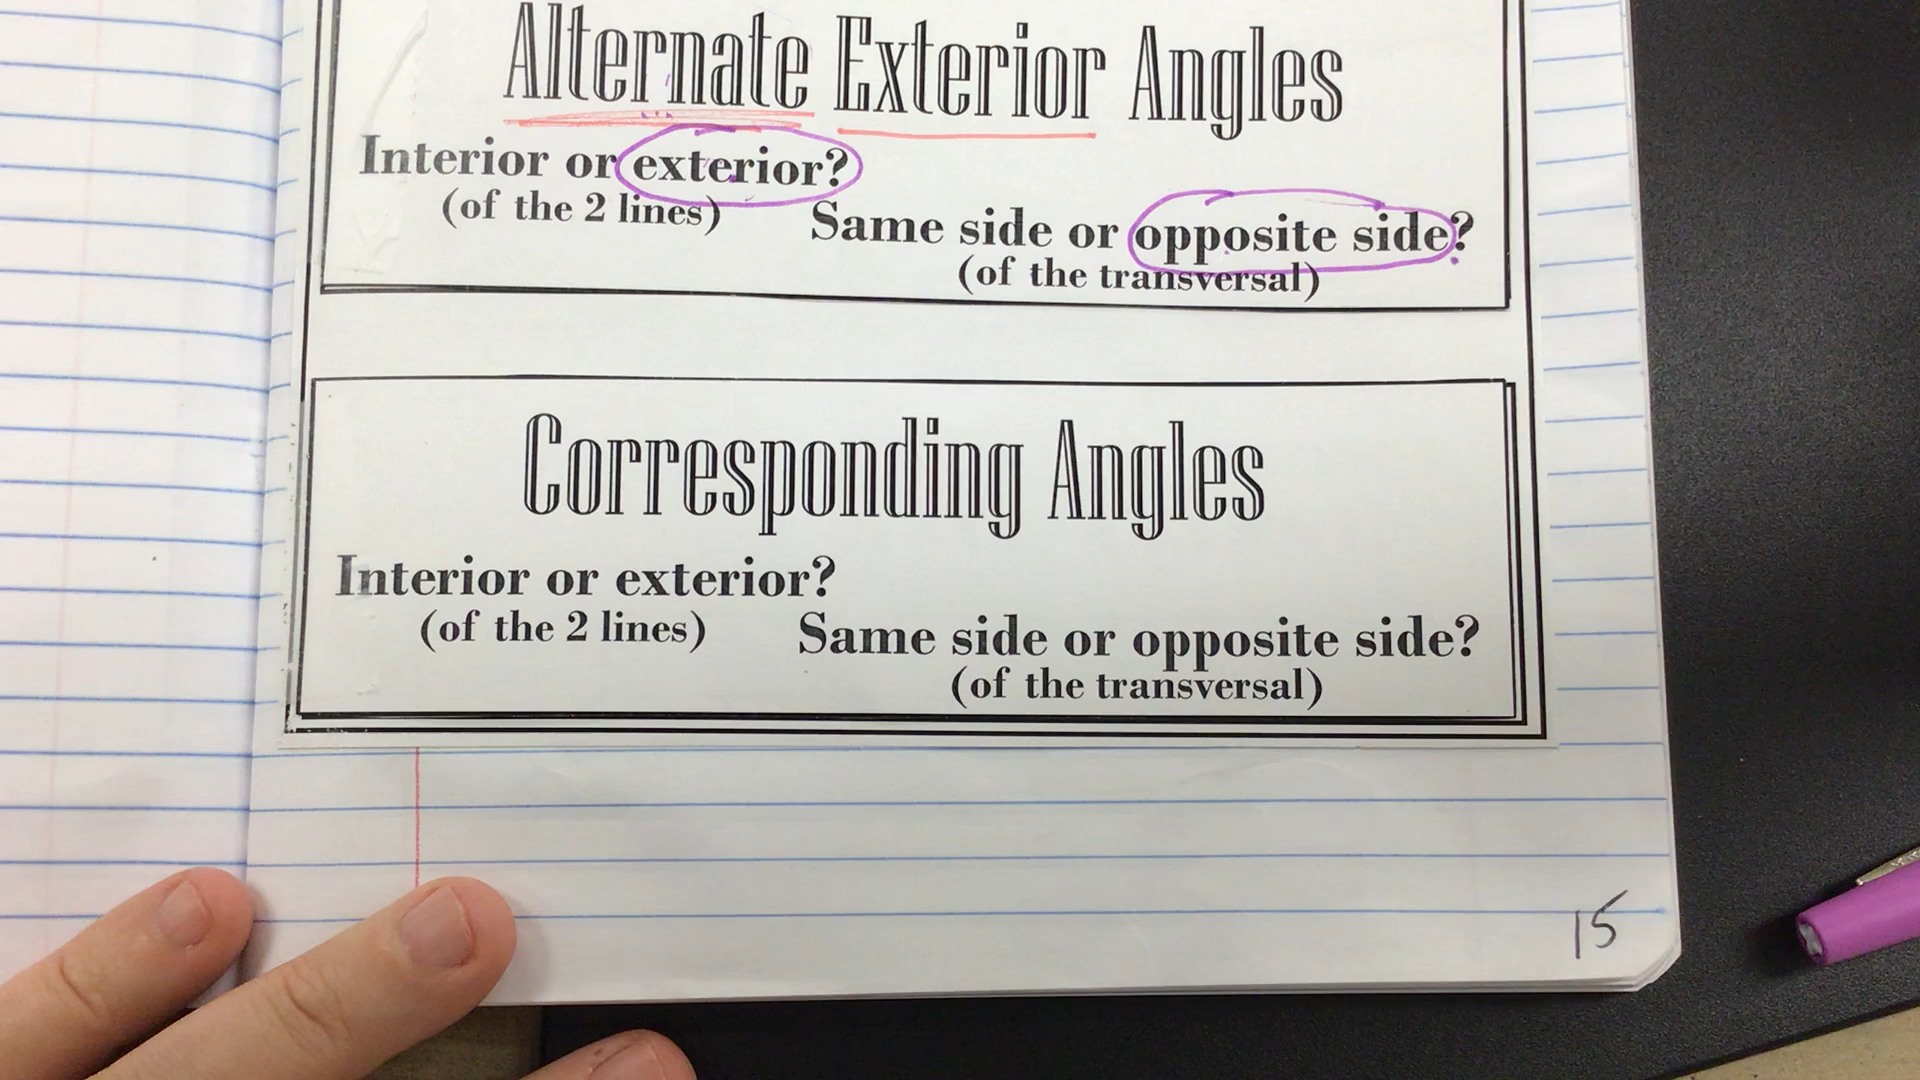 Alternate Exterior Angles
Interior or exterior?
(of the 2 lines)
Same side or opposite side?
(of the transversal)
Corresponding Angles
Interior or exterior?
(of the 2 lines)
Same side or opposite side?
(of the transversal)
15